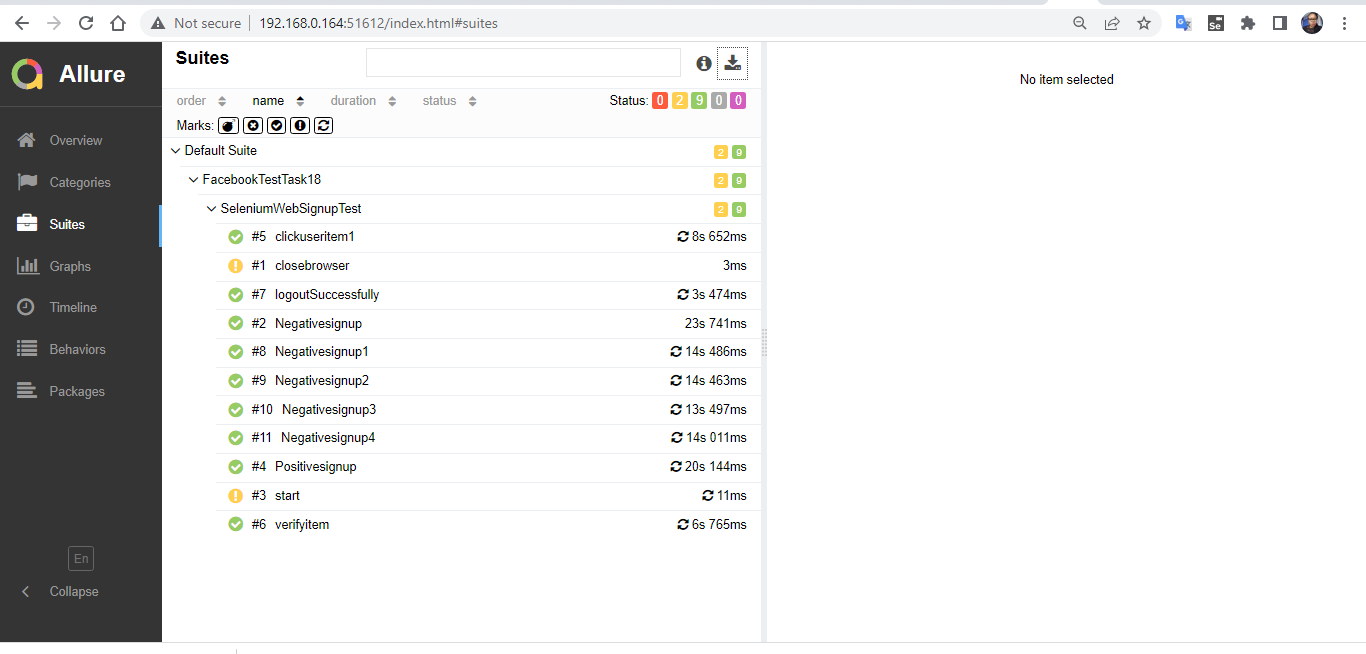 Not secure 192.168.0.164:51612/index.html#suites
Se
Allure
Overview
Categories
Suites
Graphs
Timeline
Behaviors
Packages
En
Collapse
Suites
order name duration status Status: 0 2 9 0 0
Marks:
Default Suite 2 9
FacebookTestTask18 2 9
SeleniumWebSignupTest 2 9
#5 clickuseritem1 8s 652ms
#1 closebrowser 3ms
#7 logoutSuccessfully 3s 474ms
#2 Negativesignup 23s 741ms
#8 Negativesignup1 14s 486ms
#9 Negativesignup2 14s 463ms
#10 Negativesignup3 13s 497ms
#11 Negativesignup4 14s 011ms
#4 Positivesignup 20s 144ms
#3 start 11ms
#6 verifyitem 6s 765ms
No item selected